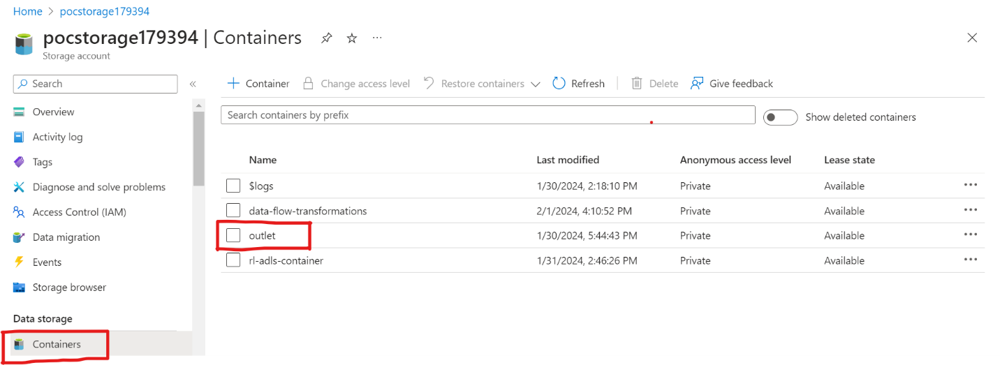 Home > pocstorage179394
pocstorage179394 | Containers ...
Storage account
Search «
Overview
Activity log
Tags
Diagnose and solve problems
Access Control (IAM)
Data migration
Events
Storage browser
Data storage
Containers
+ Container Change access level Restore containers Refresh Delete Give feedback
Search containers by prefix
Show deleted containers
Name Last modified Anonymous access level Lease state
$logs 1/30/2024, 2:18:10 PM Private Available ...
data-flow-transformations 2/1/2024, 4:10:52 PM Private Available ...
outlet 1/30/2024, 5:44:43 PM Private Available ...
rl-adls-container 1/31/2024, 2:46:26 PM Private Available ...